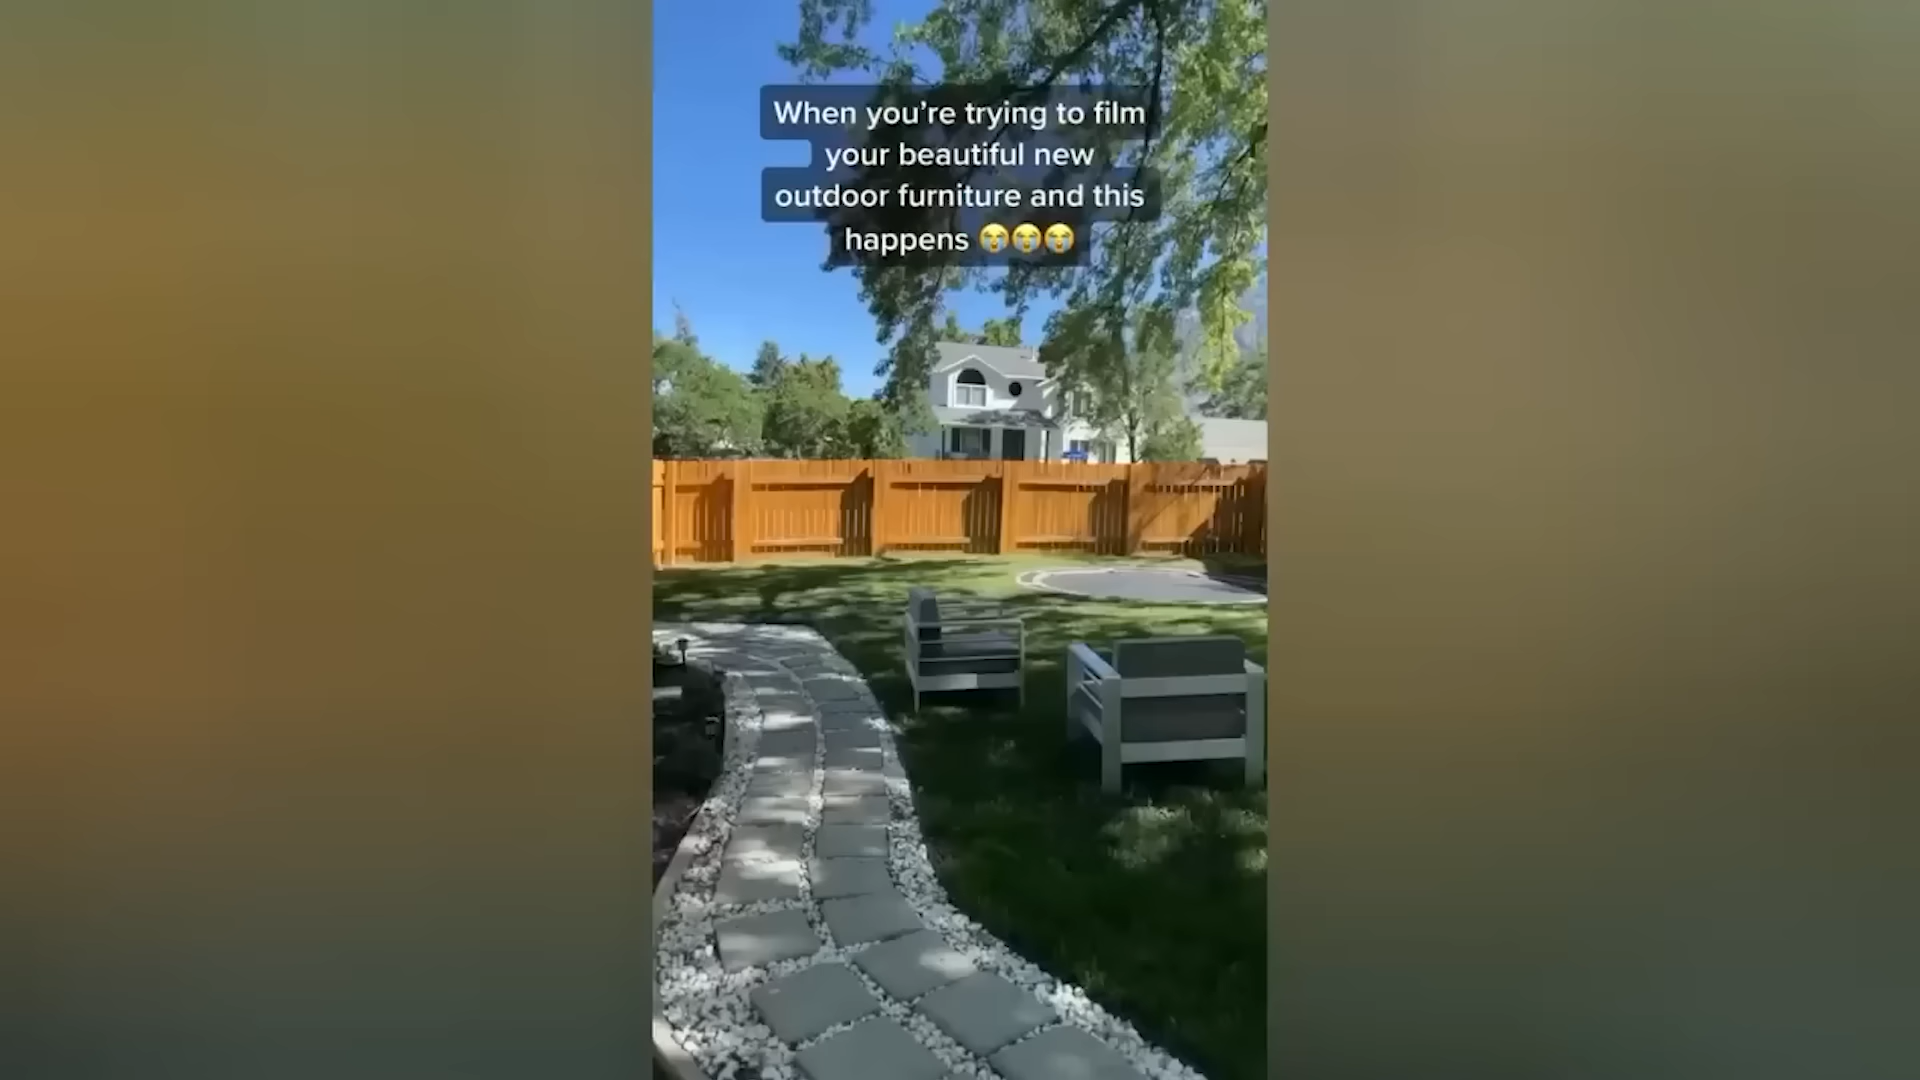 When you’re trying to film
your beautiful new
outdoor furniture and this
happens 😭😭😭